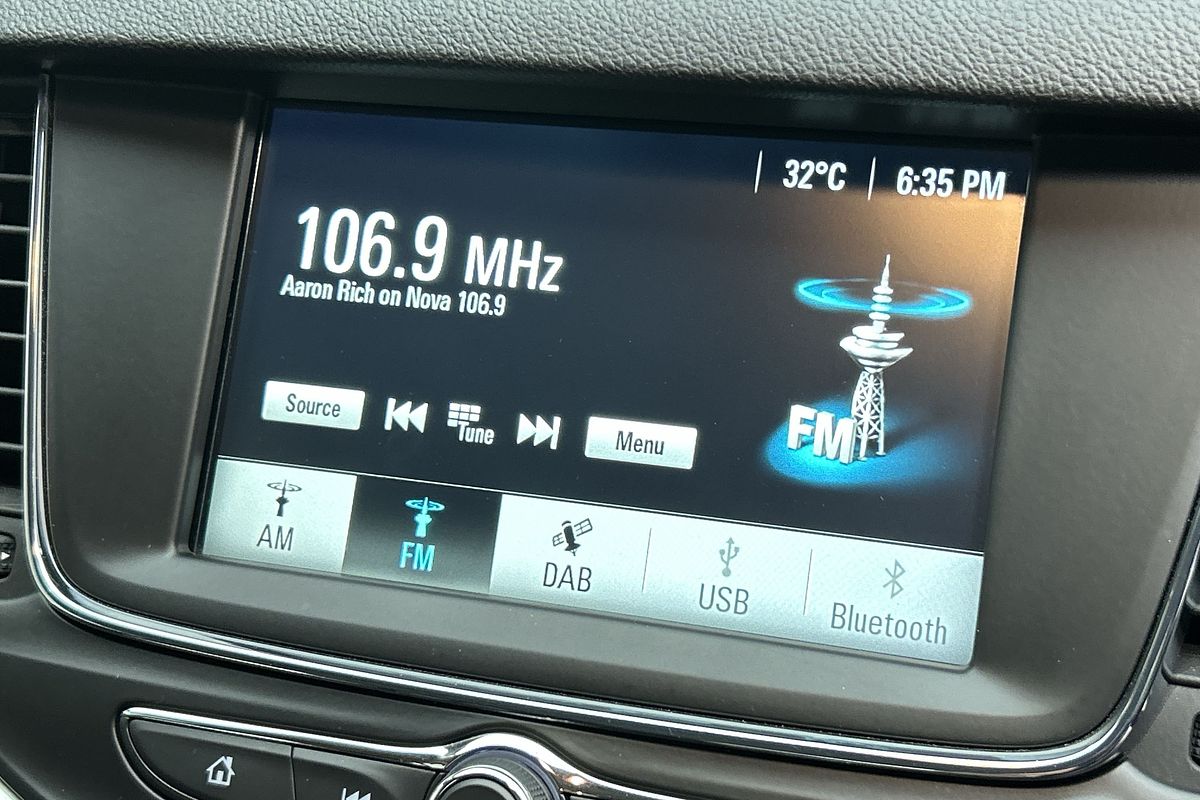 32°C
6:35 PM
106.9 MHz
Aaron Rich on Nova 106.9
FM
Source
Tune
Menu
AM
FM
DAB
USB
Bluetooth